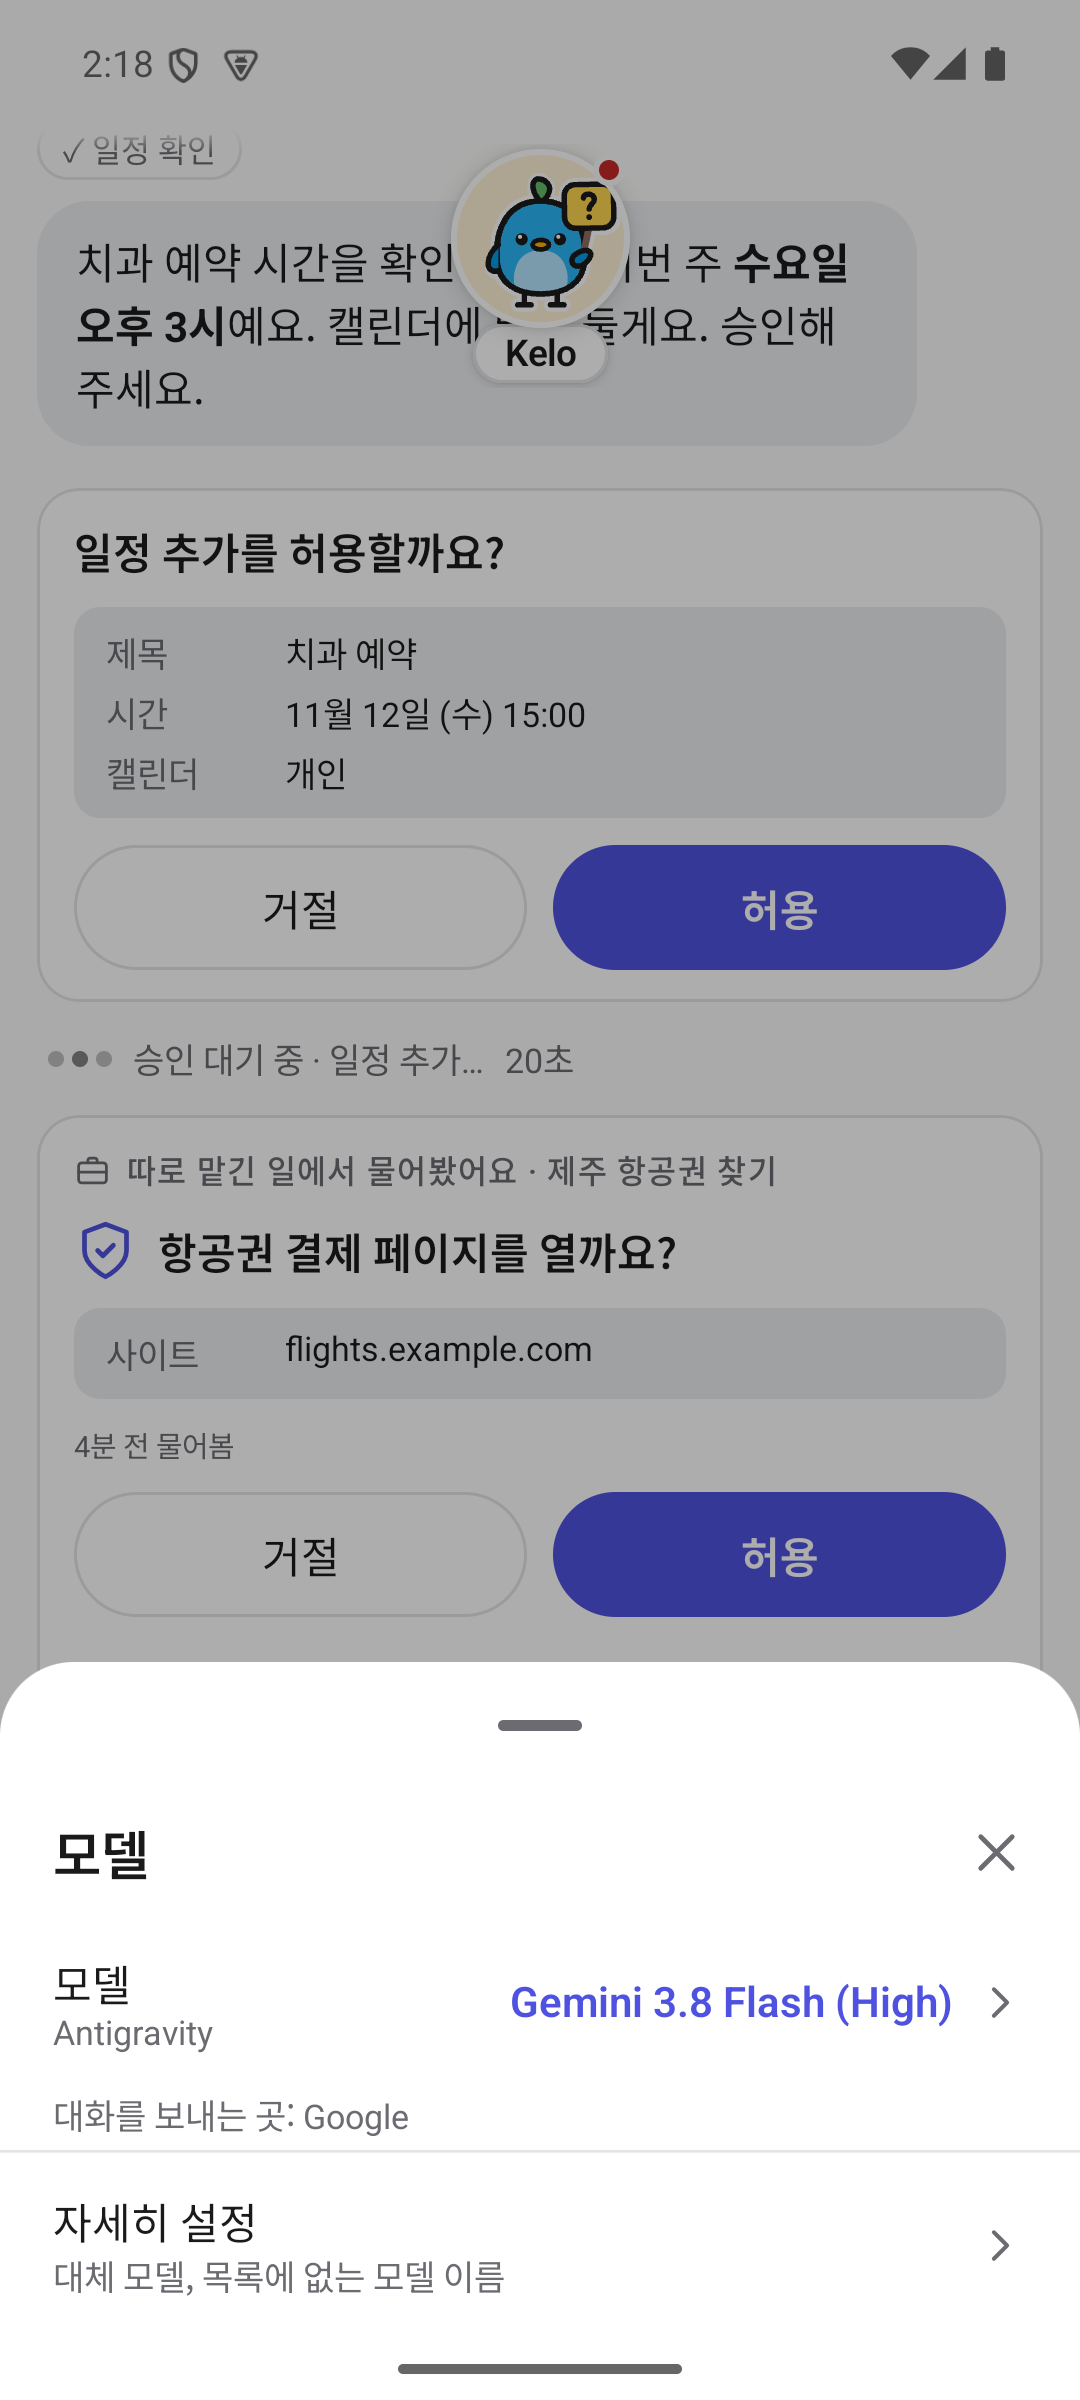 2:18
✓ 일정 확인
치과 예약 시간을 확인 번 주 수요일
오후 3시예요. 캘린더에 둘게요. 승인해
주세요.
?
Kelo
일정 추가를 허용할까요?
제목 치과 예약
시간 11월 12일 (수) 15:00
캘린더 개인
거절 허용
승인 대기 중 · 일정 추가... 20초
따로 맡긴 일에서 물어봤어요 · 제주 항공권 찾기
항공권 결제 페이지를 열까요?
사이트 flights.example.com
4분 전 물어봄
거절 허용
모델
모델 Gemini 3.8 Flash (High)
Antigravity
대화를 보내는 곳: Google
자세히 설정
대체 모델, 목록에 없는 모델 이름